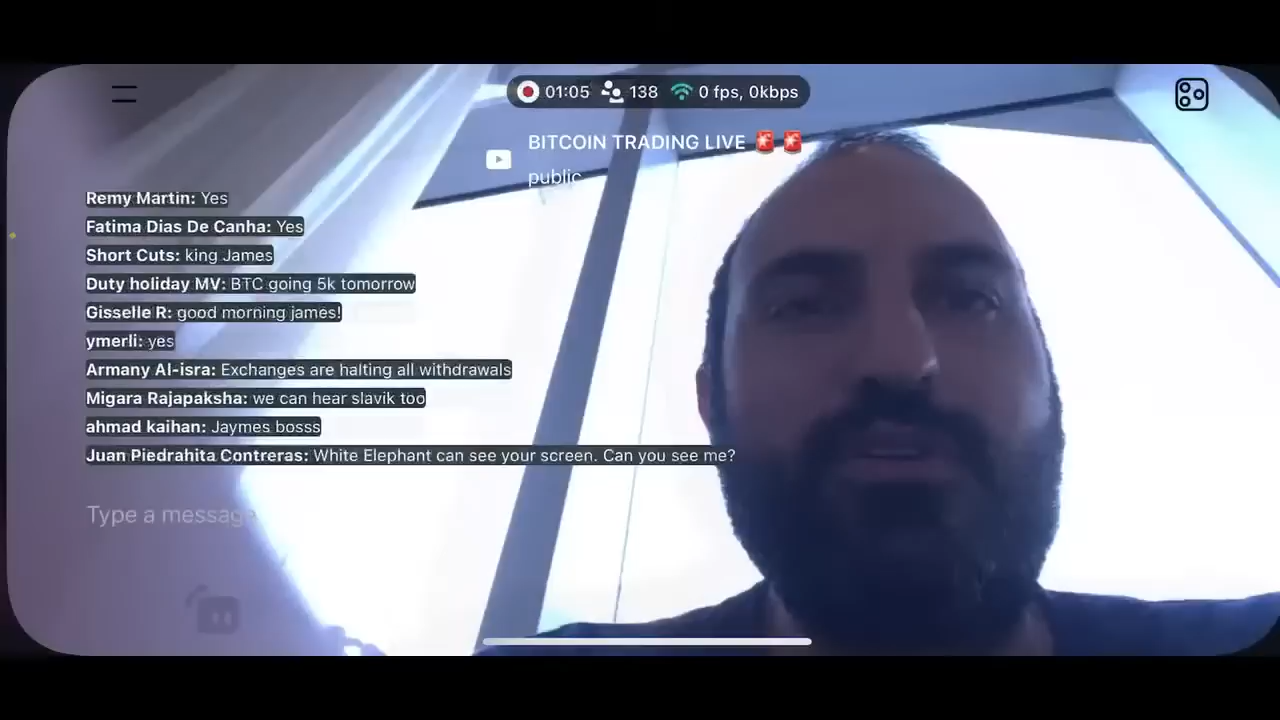 01:05 138 0 fps, 0kbps
BITCOIN TRADING LIVE 🚨 🚨
public
Remy Martin: Yes
Fatima Dias De Canha: Yes
Short Cuts: king James
Duty holiday MV: BTC going 5k tomorrow
Gisselle R: good morning james!
ymerli: yes
Armany Al-isra: Exchanges are halting all withdrawals
Migara Rajapaksha: we can hear slavik too
ahmad kaihan: Jaymes bosss
Juan Piedrahita Contreras: White Elephant can see your screen. Can you see me?
Type a message